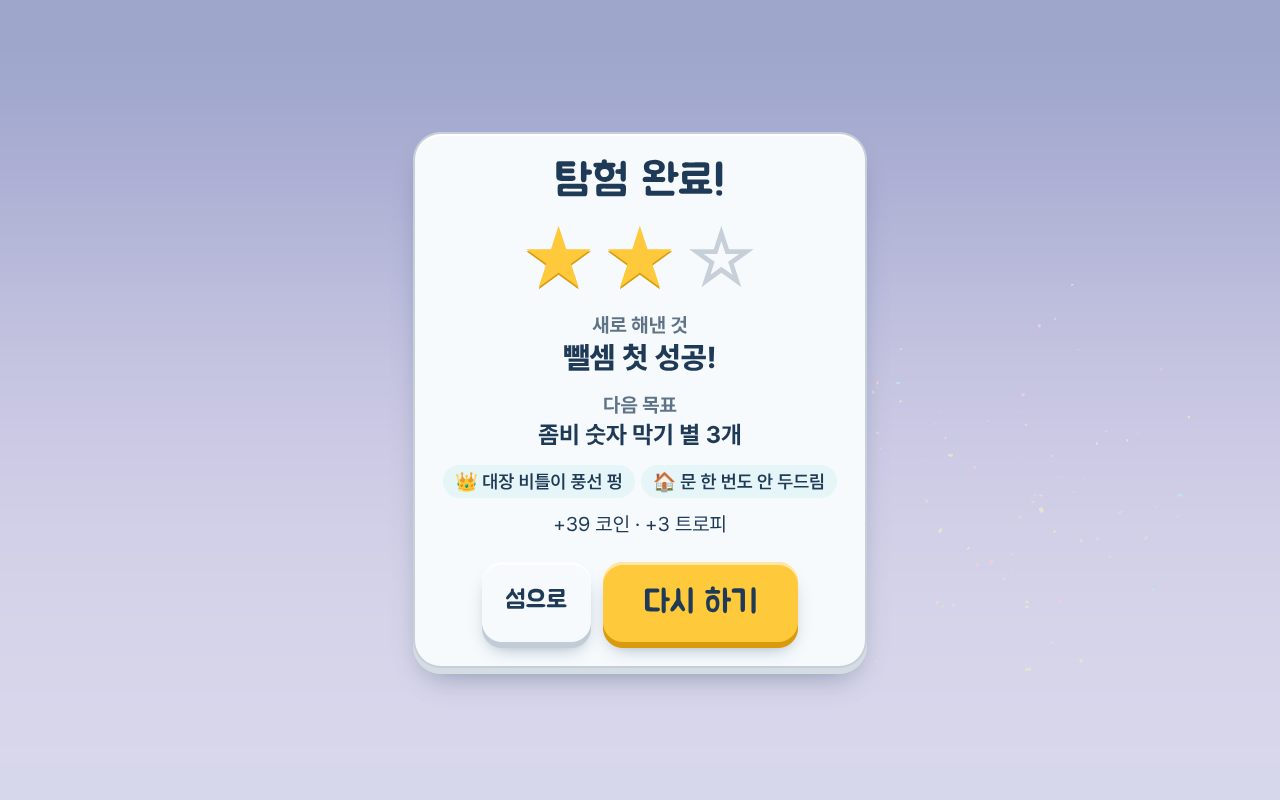 탐험 완료!
새로 해낸 것
뺄셈 첫 성공!
다음 목표
좀비 숫자 막기 별 3개
대장 비틀이 풍선 펑
문 한 번도 안 두드림
+39 코인 · +3 트로피
섬으로
다시 하기